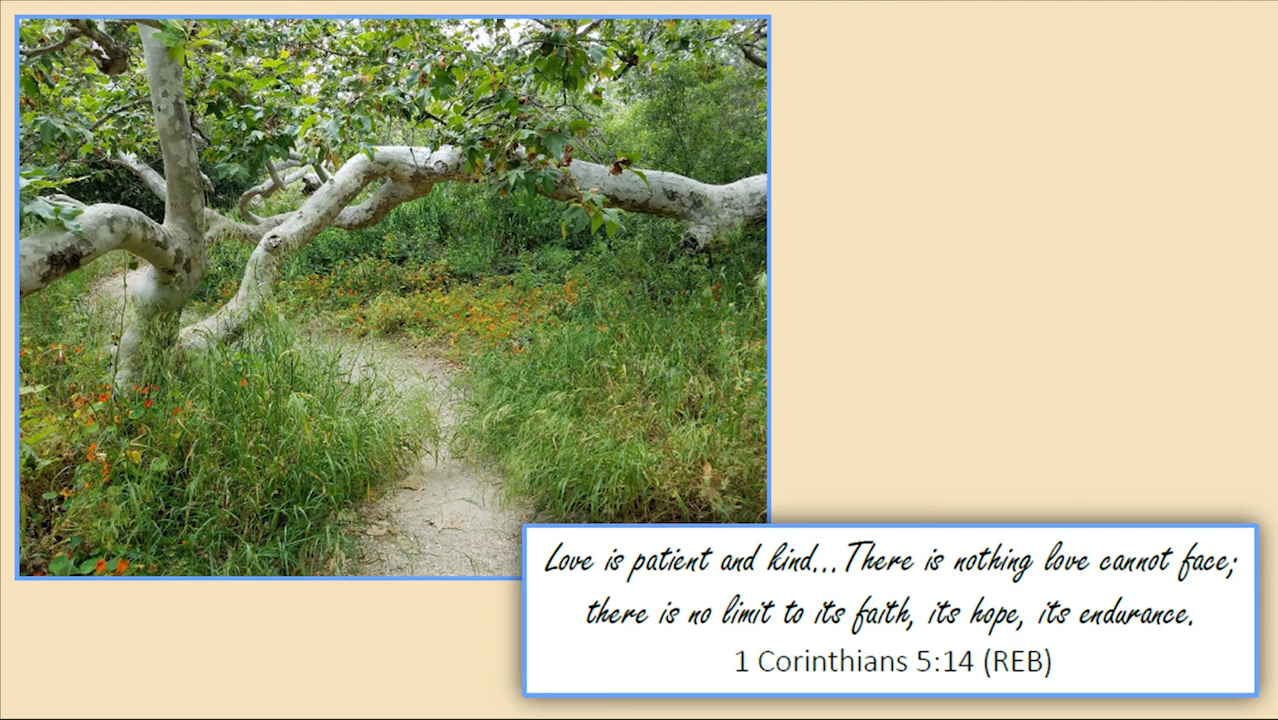 Love is patient and kind...There is nothing love cannot face;
there is no limit to its faith, its hope, its endurance.
1 Corinthians 5:14 (REB)